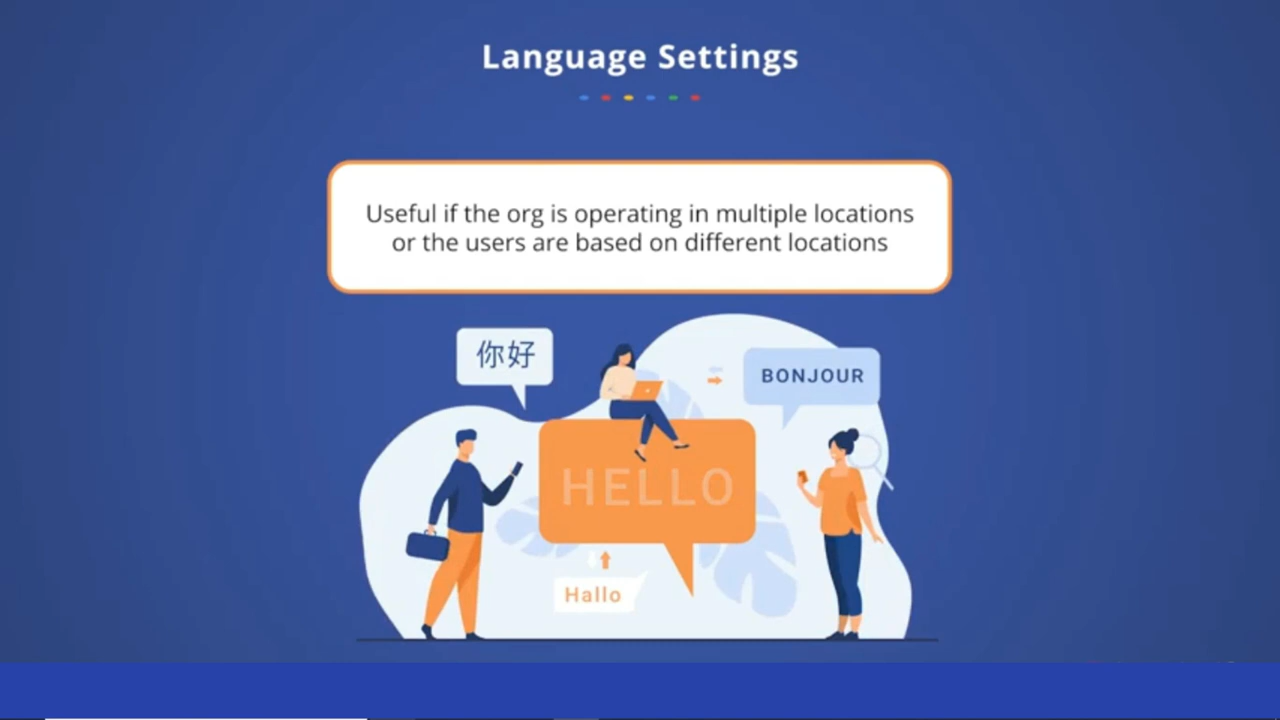 Language Settings
Useful if the org is operating in multiple locations
or the users are based on different locations
你好
BONJOUR
HELLO
Hallo